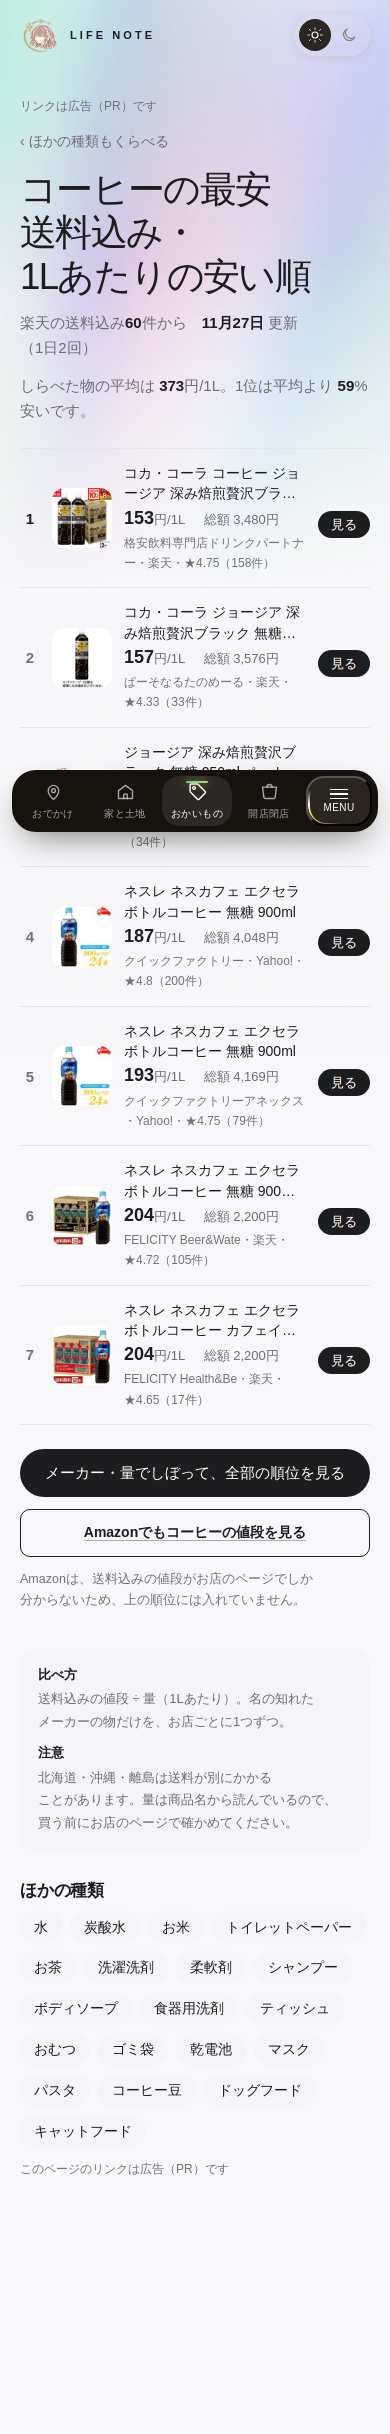 LIFE NOTE
リンクは広告（PR）です
‹ ほかの種類もくらべる
コーヒーの最安
送料込み・
1Lあたりの安い順
楽天の送料込み60件から　11月27日 更新
（1日2回）
しらべた物の平均は 373円/1L。1位は平均より 59%
安いです。
コカ・コーラ コーヒー ジョ
ージア 深み焙煎贅沢ブラ…
1
153円/1L 総額 3,480円
見る
格安飲料専門店ドリンクパートナ
ー・楽天・★4.75（158件）
コカ・コーラ ジョージア 深
み焙煎贅沢ブラック 無糖…
2
157円/1L 総額 3,576円
見る
ぱーそなるたのめーる・楽天・
★4.33（33件）
ジョージア 深み焙煎贅沢ブ
おでかけ
家と土地
おかいもの
開店閉店
MENU
（34件）
ネスレ ネスカフェ エクセラ
ボトルコーヒー 無糖 900ml
4
187円/1L 総額 4,048円
見る
クイックファクトリー・Yahoo!・
★4.8（200件）
ネスレ ネスカフェ エクセラ
ボトルコーヒー 無糖 900ml
5
193円/1L 総額 4,169円
見る
クイックファクトリーアネックス
・Yahoo!・★4.75（79件）
ネスレ ネスカフェ エクセラ
ボトルコーヒー 無糖 900…
6
204円/1L 総額 2,200円
見る
FELICITY Beer&Wate・楽天・
★4.72（105件）
ネスレ ネスカフェ エクセラ
ボトルコーヒー カフェイ…
7
204円/1L 総額 2,200円
見る
FELICITY Health&Be・楽天・
★4.65（17件）
メーカー・量でしぼって、全部の順位を見る
Amazonでもコーヒーの値段を見る
Amazonは、送料込みの値段がお店のページでしか
分からないため、上の順位には入れていません。
比べ方
送料込みの値段 ÷ 量（1Lあたり）。名の知れた
メーカーの物だけを、お店ごとに1つずつ。
注意
北海道・沖縄・離島は送料が別にかかる
ことがあります。量は商品名から読んでいるので、
買う前にお店のページで確かめてください。
ほかの種類
水 炭酸水 お米 トイレットペーパー
お茶 洗濯洗剤 柔軟剤 シャンプー
ボディソープ 食器用洗剤 ティッシュ
おむつ ゴミ袋 乾電池 マスク
パスタ コーヒー豆 ドッグフード
キャットフード
このページのリンクは広告（PR）です